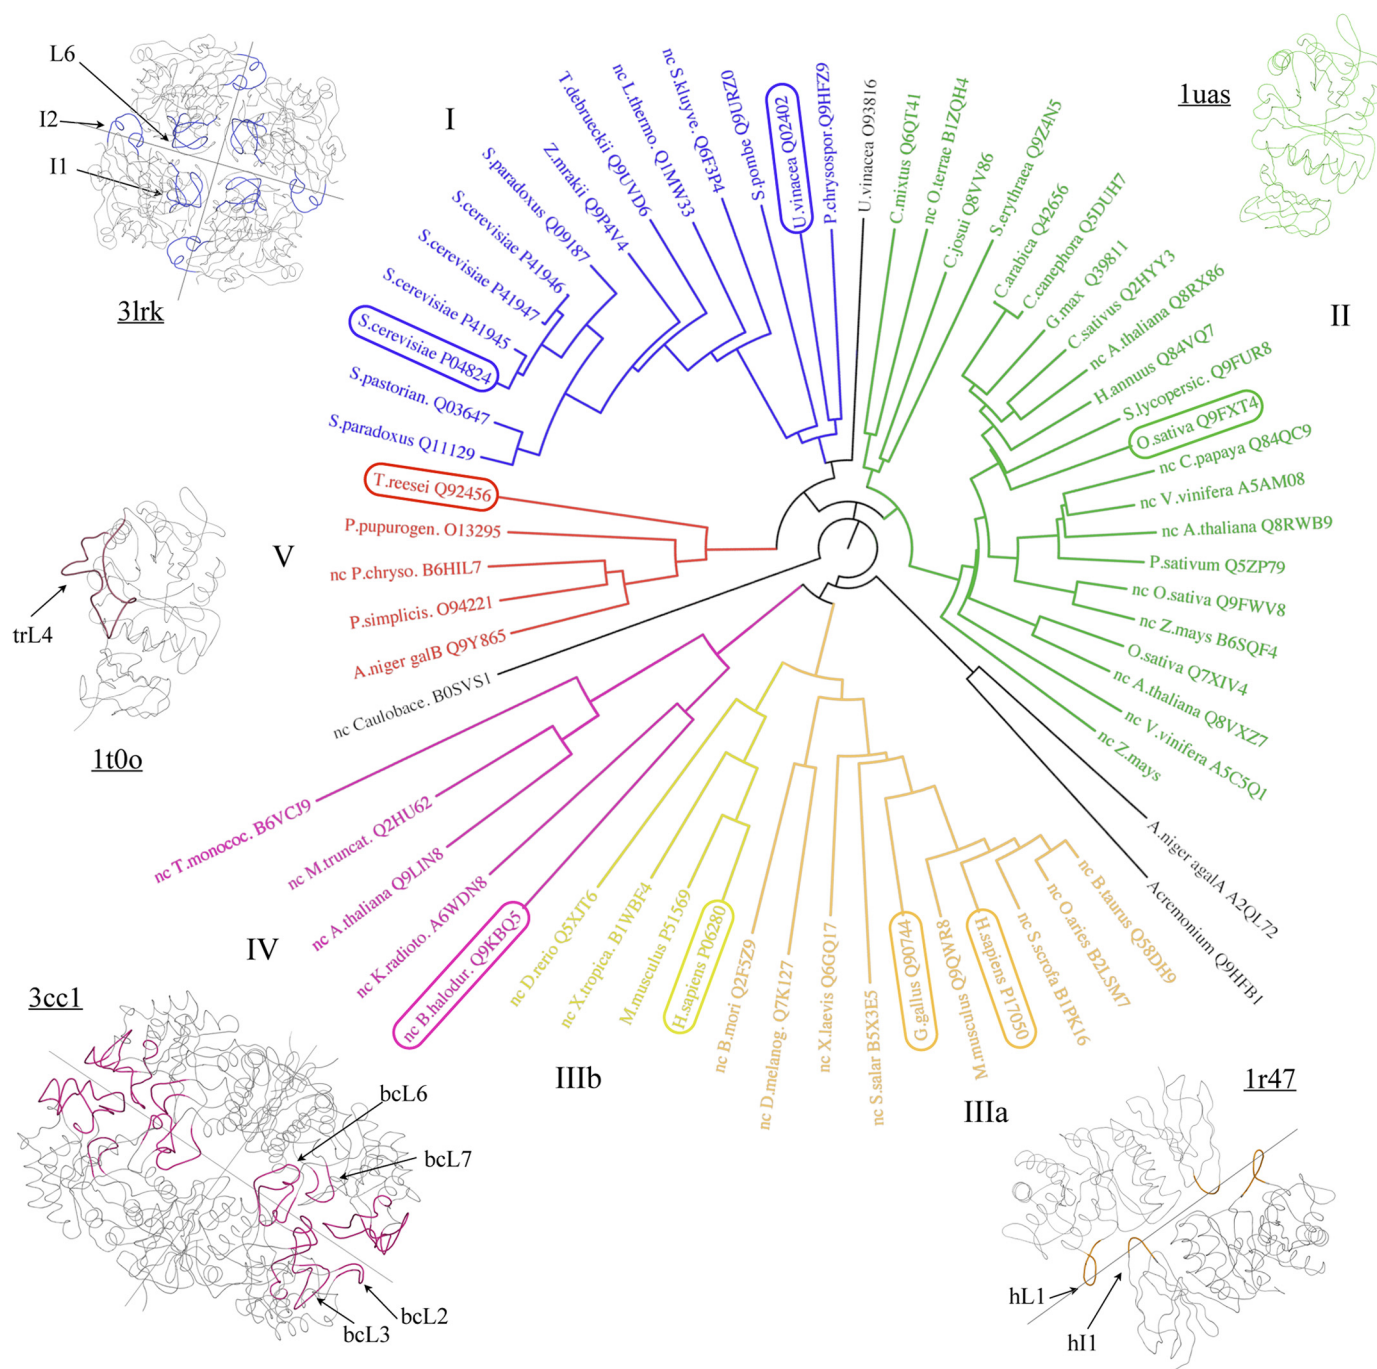 3lrk
L6
I2
I1
1uas
I
II
V
IV
IIIb
IIIa
S.paradoxus Q11129
S.pastorian. Q03647
S.cerevisiae P04824
S.cerevisiae P41945
S.cerevisiae P41947
S.cerevisiae P41946
S.paradoxus Q09187
Z.mrakii Q9P4V4
T.debrueckii Q9UVD6
nc L.thermo. Q1MW33
nc S.kluyve. Q6F3P4
S.pombe Q9URZ0
U.vinacea Q02402
P.chrysospor.Q9HFZ9
U.vinacea O93816
C.mixtus Q6QT41
nc O.terrae B1ZQH4
C.josui Q8VV86
S.erythraea Q9Z4N5
C.arabica Q42656
C.canephora Q5DUH7
G.max Q39811
C.sativus Q2HYY3
nc A.thaliana Q8RX86
H.annuus Q84VQ7
S.lycopersic. Q9FUR8
O.sativa Q9FXT4
nc C.papaya Q84QC9
nc V.vinifera A5AM08
nc A.thaliana Q8RWB9
P.sativum Q5ZP79
nc O.sativa Q9FWV8
nc Z.mays B6SQF4
O.sativa Q7XIV4
nc A.thaliana Q8VXZ7
nc V.vinifera A5C5Q1
nc Z.mays
A.niger agalA A2QL72
Acremonium Q9HFB1
nc B.taurus Q58DH9
nc O.aries B2LSM7
nc S.scrofa B1PK16
H.sapiens P17050
M.musculus Q9QWR8
G.gallus Q90744
nc S.salar B5X3E5
nc X.laevis Q6GQ17
nc D.melanog. Q7K127
nc B.mori Q2F5Z9
H.sapiens P06280
M.musculus P51569
nc X.tropica. B1WBF4
nc D.rerio Q5XJT6
nc B.halodur. Q9KBQ5
nc K.radioto. A6WDN8
nc A.thaliana Q9LIN8
nc M.truncat. Q2HU62
nc T.monococ. B6VCJ9
nc Caulobace. B0SVS1
A.niger galB Q9Y865
P.simplicis. O94221
nc P.chryso. B6HIL7
P.pupurogen. O13295
T.reesei Q92456
trL4
1t0o
3cc1
bcL6
bcL7
bcL2
bcL3
1r47
hL1
hI1